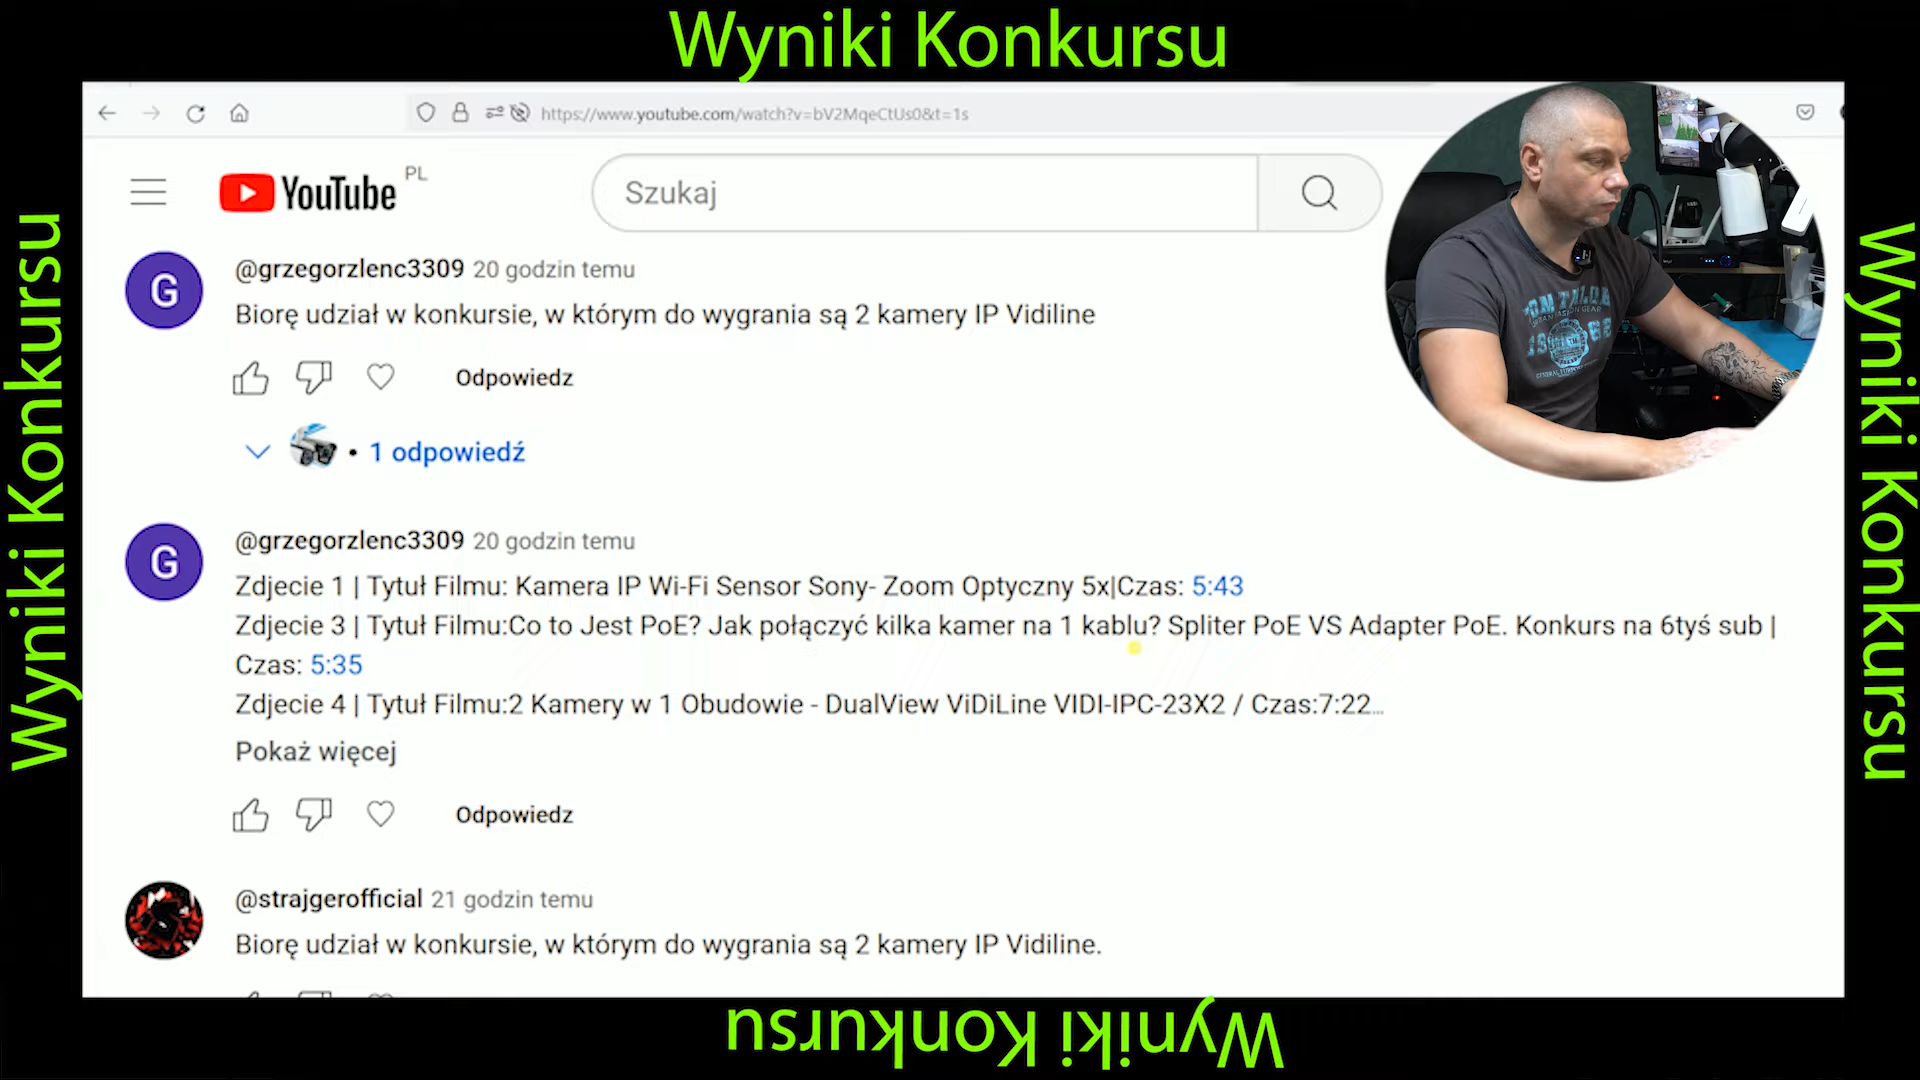 Wyniki Konkursu
Wyniki Konkursu
Wyniki Konkursu
https://www.youtube.com/watch?v=bV2MqeCtUs0&t=1s
YouTube PL
Szukaj
G
@grzegorzlenc3309 20 godzin temu
Biorę udział w konkursie, w którym do wygrania są 2 kamery IP Vidiline
Odpowiedz
• 1 odpowiedź
G
@grzegorzlenc3309 20 godzin temu
Zdjecie 1 | Tytuł Filmu: Kamera IP Wi-Fi Sensor Sony- Zoom Optyczny 5x|Czas: 5:43
Zdjecie 3 | Tytuł Filmu:Co to Jest PoE? Jak połączyć kilka kamer na 1 kablu? Spliter PoE VS Adapter PoE. Konkurs na 6tyś sub |
Czas: 5:35
Zdjecie 4 | Tytuł Filmu:2 Kamery w 1 Obudowie - DualView ViDiLine VIDI-IPC-23X2 / Czas:7:22...
Pokaż więcej
Odpowiedz
@strajgerofficial 21 godzin temu
Biorę udział w konkursie, w którym do wygrania są 2 kamery IP Vidiline.
Wyniki Konkursu